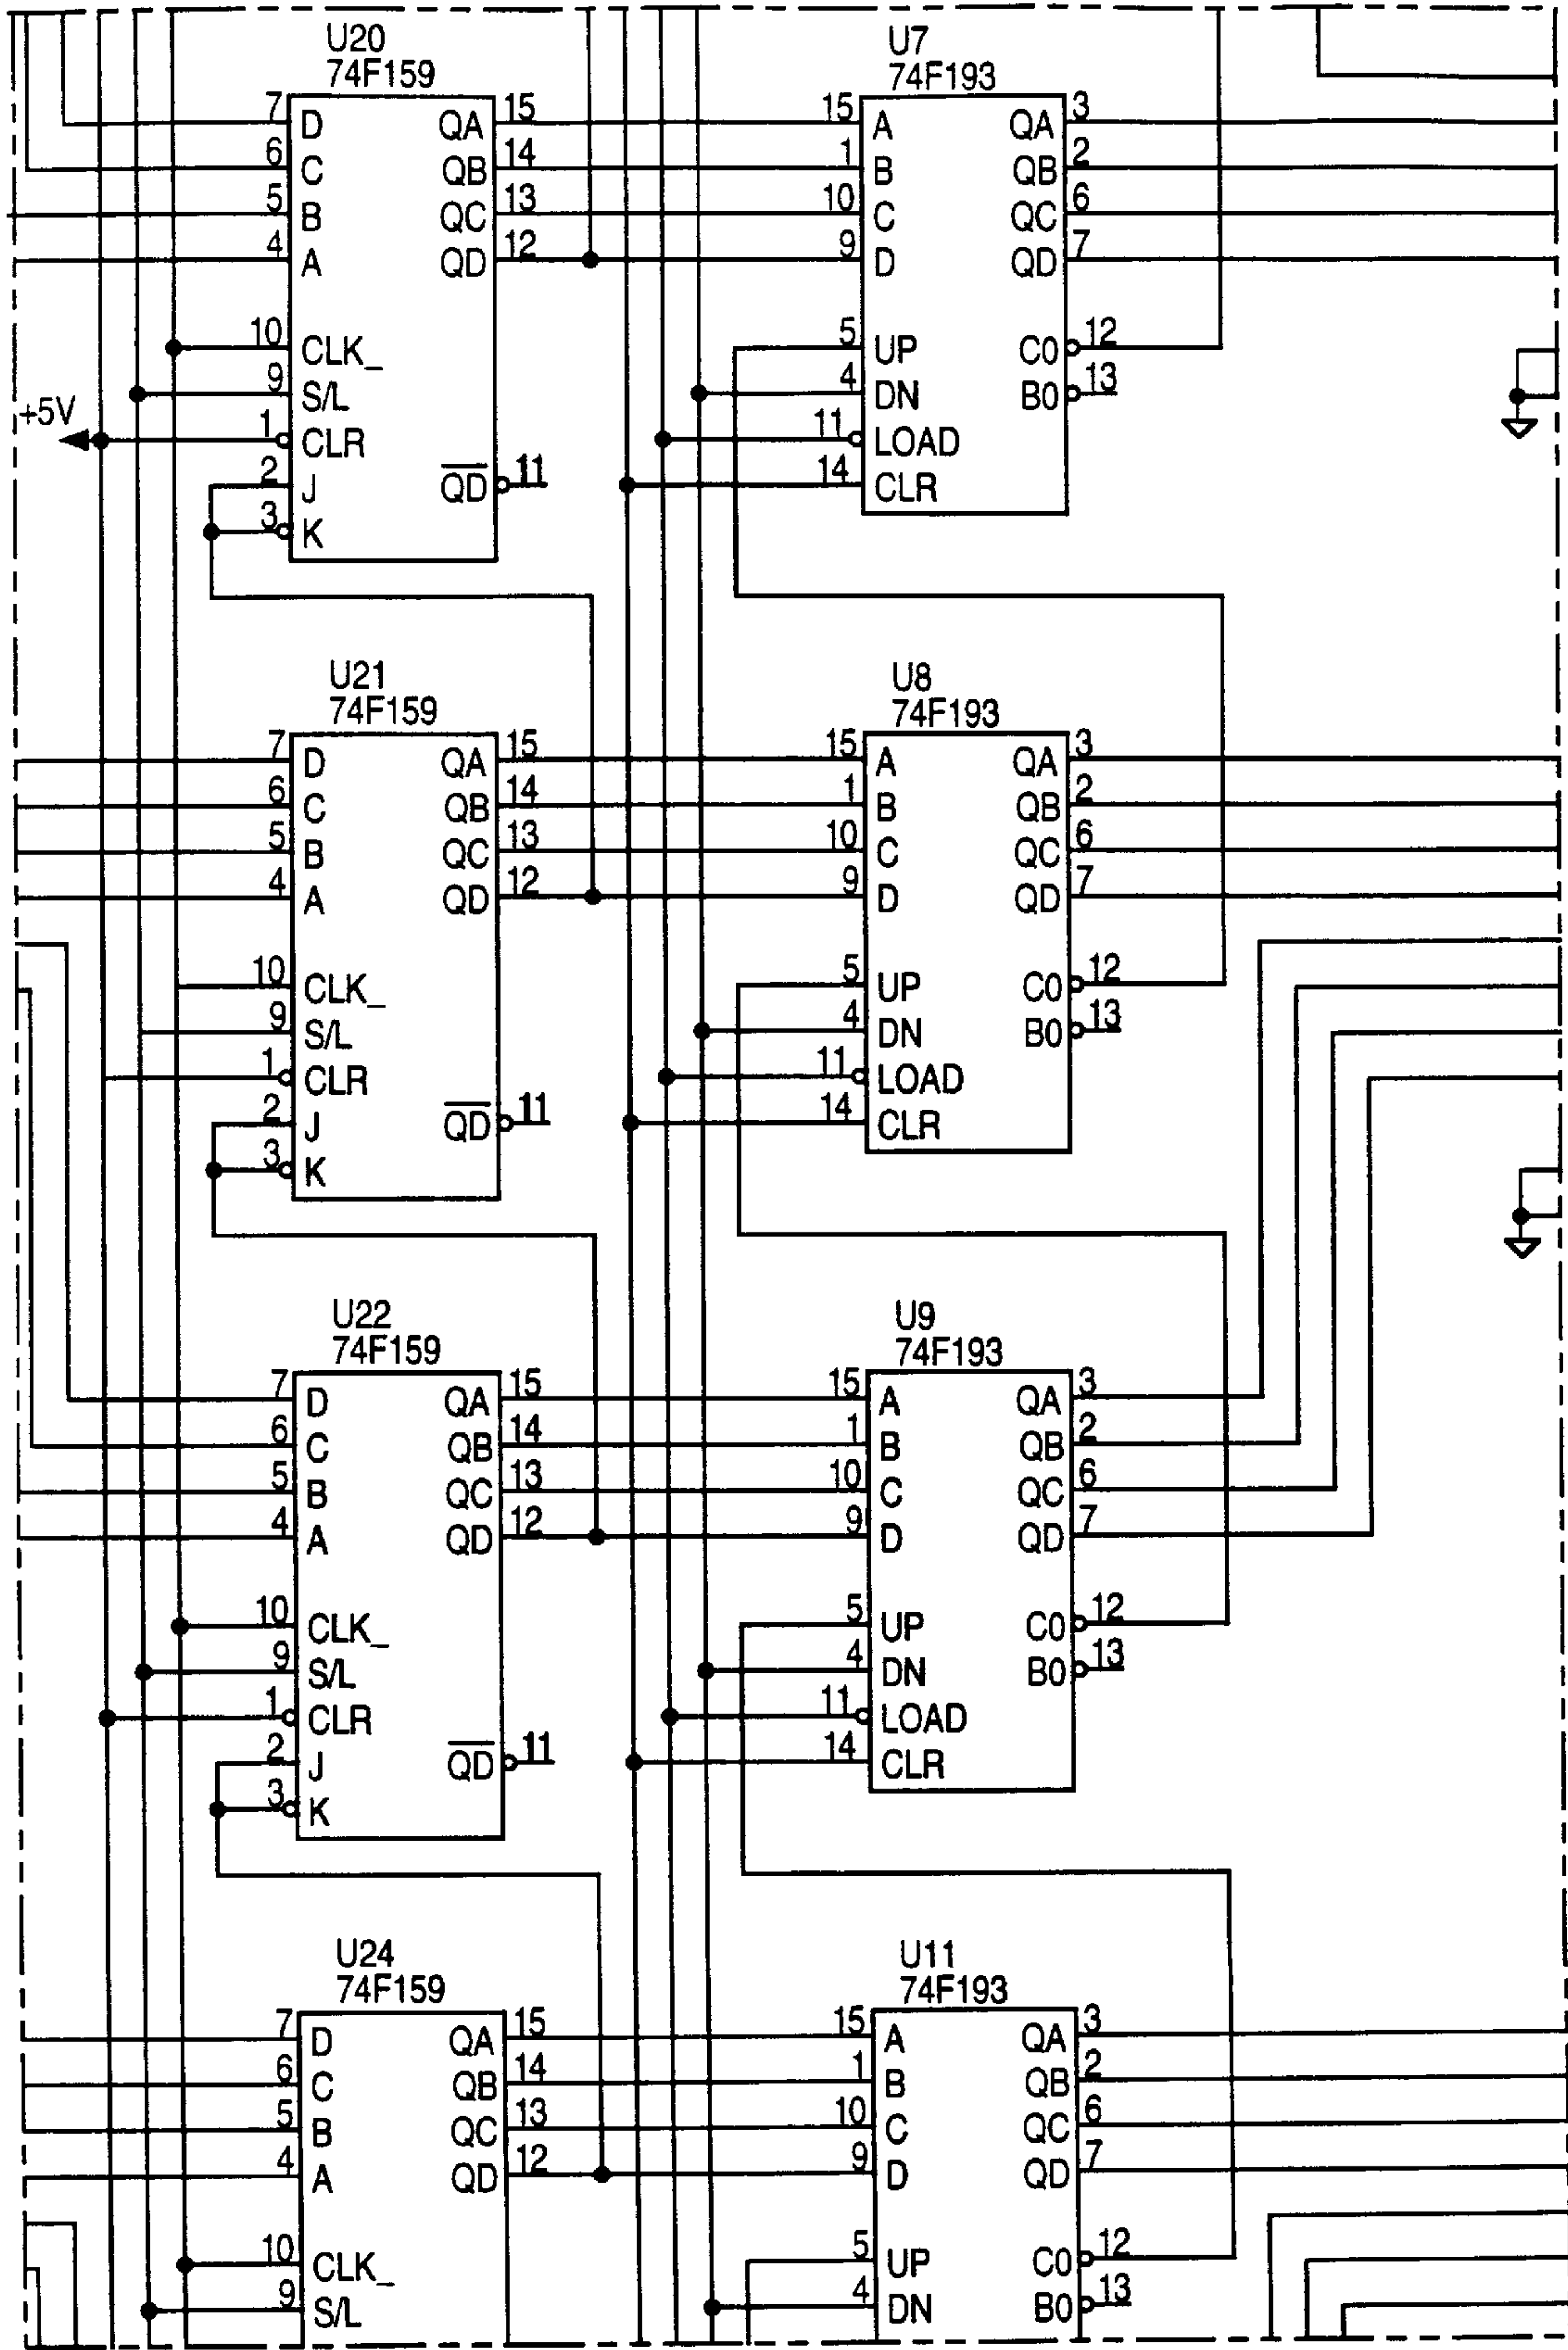 U20
74F159
7 D QA 15
6 C QB 14
5 B QC 13
4 A QD 12
10 CLK_
9 S/L
+5V
1 CLR
2 J QD 11
3 K
U7
74F193
15 A QA 3
1 B QB 2
10 C QC 6
9 D QD 7
5 UP C0 12
4 DN B0 13
11 LOAD
14 CLR
U21
74F159
7 D QA 15
6 C QB 14
5 B QC 13
4 A QD 12
10 CLK_
9 S/L
1 CLR
2 J QD 11
3 K
U8
74F193
15 A QA 3
1 B QB 2
10 C QC 6
9 D QD 7
5 UP C0 12
4 DN B0 13
11 LOAD
14 CLR
U22
74F159
7 D QA 15
6 C QB 14
5 B QC 13
4 A QD 12
10 CLK_
9 S/L
1 CLR
2 J QD 11
3 K
U9
74F193
15 A QA 3
1 B QB 2
10 C QC 6
9 D QD 7
5 UP C0 12
4 DN B0 13
11 LOAD
14 CLR
U24
74F159
7 D QA 15
6 C QB 14
5 B QC 13
4 A QD 12
10 CLK_
9 S/L
U11
74F193
15 A QA 3
1 B QB 2
10 C QC 6
9 D QD 7
5 UP C0 12
4 DN B0 13